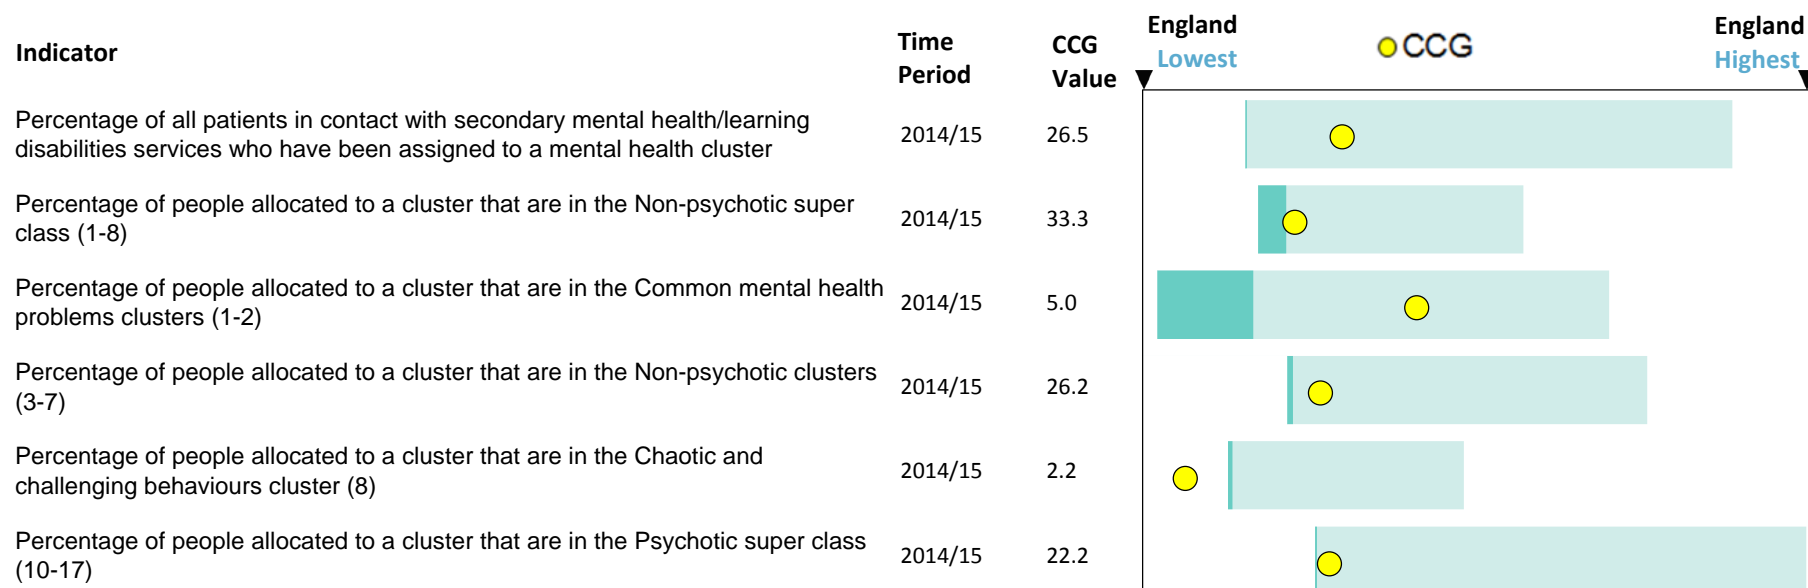 Indicator
Time
Period
CCG
Value
England
Lowest
CCG
England
Highest
Percentage of all patients in contact with secondary mental health/learning
disabilities services who have been assigned to a mental health cluster
2014/15
26.5
Percentage of people allocated to a cluster that are in the Non-psychotic super
class (1-8)
2014/15
33.3
Percentage of people allocated to a cluster that are in the Common mental health
problems clusters (1-2)
2014/15
5.0
Percentage of people allocated to a cluster that are in the Non-psychotic clusters
(3-7)
2014/15
26.2
Percentage of people allocated to a cluster that are in the Chaotic and
challenging behaviours cluster (8)
2014/15
2.2
Percentage of people allocated to a cluster that are in the Psychotic super class
(10-17)
2014/15
22.2